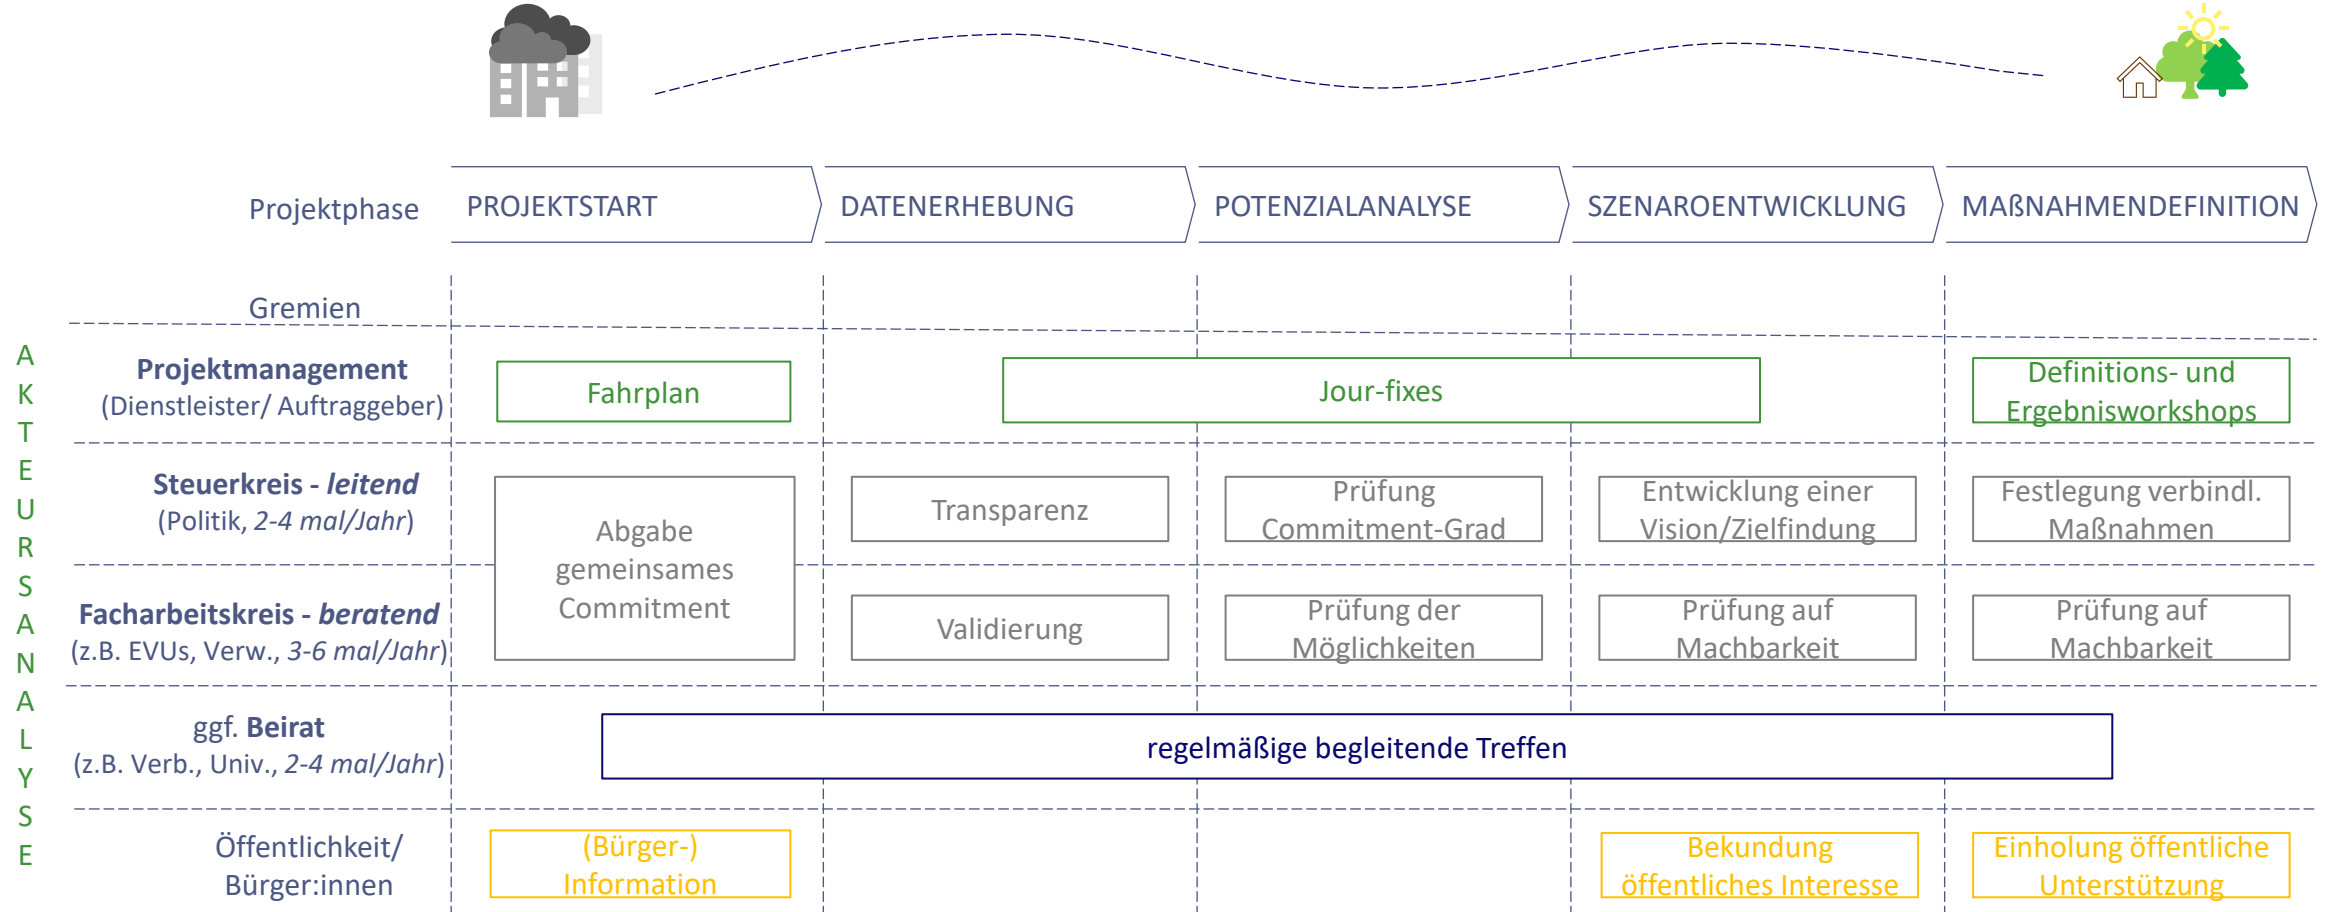 Projektphase
PROJEKTSTART
DATENERHEBUNG
POTENZIALANALYSE
SZENAROENTWICKLUNG
MAßNAHMENDEFINITION
Gremien
AKTEURSANALYSE
Projektmanagement
(Dienstleister/ Auftraggeber)
Fahrplan
Jour-fixes
Definitions- und
Ergebnisworkshops
Steuerkreis - leitend
(Politik, 2-4 mal/Jahr)
Abgabe
gemeinsames
Commitment
Transparenz
Prüfung
Commitment-Grad
Entwicklung einer
Vision/Zielfindung
Festlegung verbindl.
Maßnahmen
Facharbeitskreis - beratend
(z.B. EVUs, Verw., 3-6 mal/Jahr)
Validierung
Prüfung der
Möglichkeiten
Prüfung auf
Machbarkeit
Prüfung auf
Machbarkeit
ggf. Beirat
(z.B. Verb., Univ., 2-4 mal/Jahr)
regelmäßige begleitende Treffen
Öffentlichkeit/
Bürger:innen
(Bürger-)
Information
Bekundung
öffentliches Interesse
Einholung öffentliche
Unterstützung